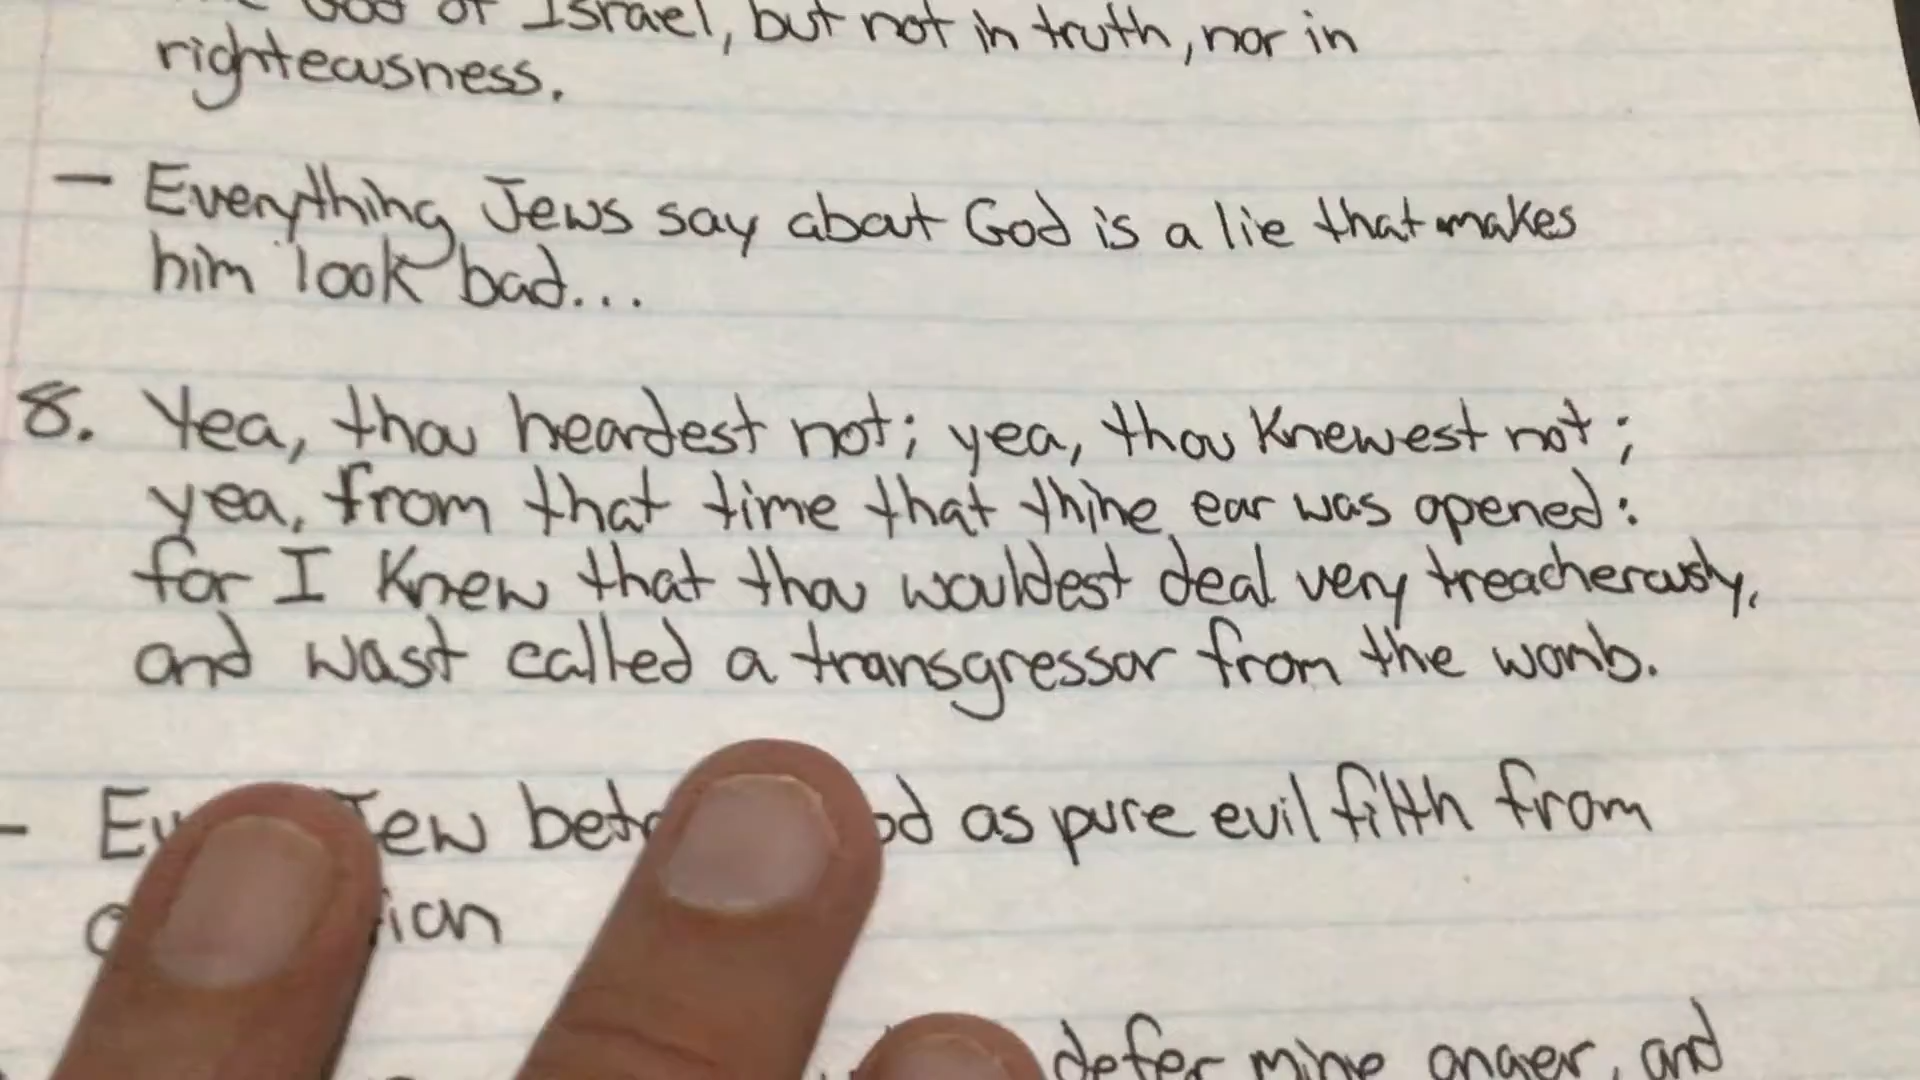 God of Israel, but not in truth, nor in
righteousness.
- Everything Jews say about God is a lie that makes
him look bad...
8. Yea, thou heardest not; yea, thou knewest not;
yea, from that time that thine ear was opened:
for I knew that thou wouldest deal very treacherously,
and wast called a transgressor from the womb.
- Jew as pure evil filth from
defer mine anger, and